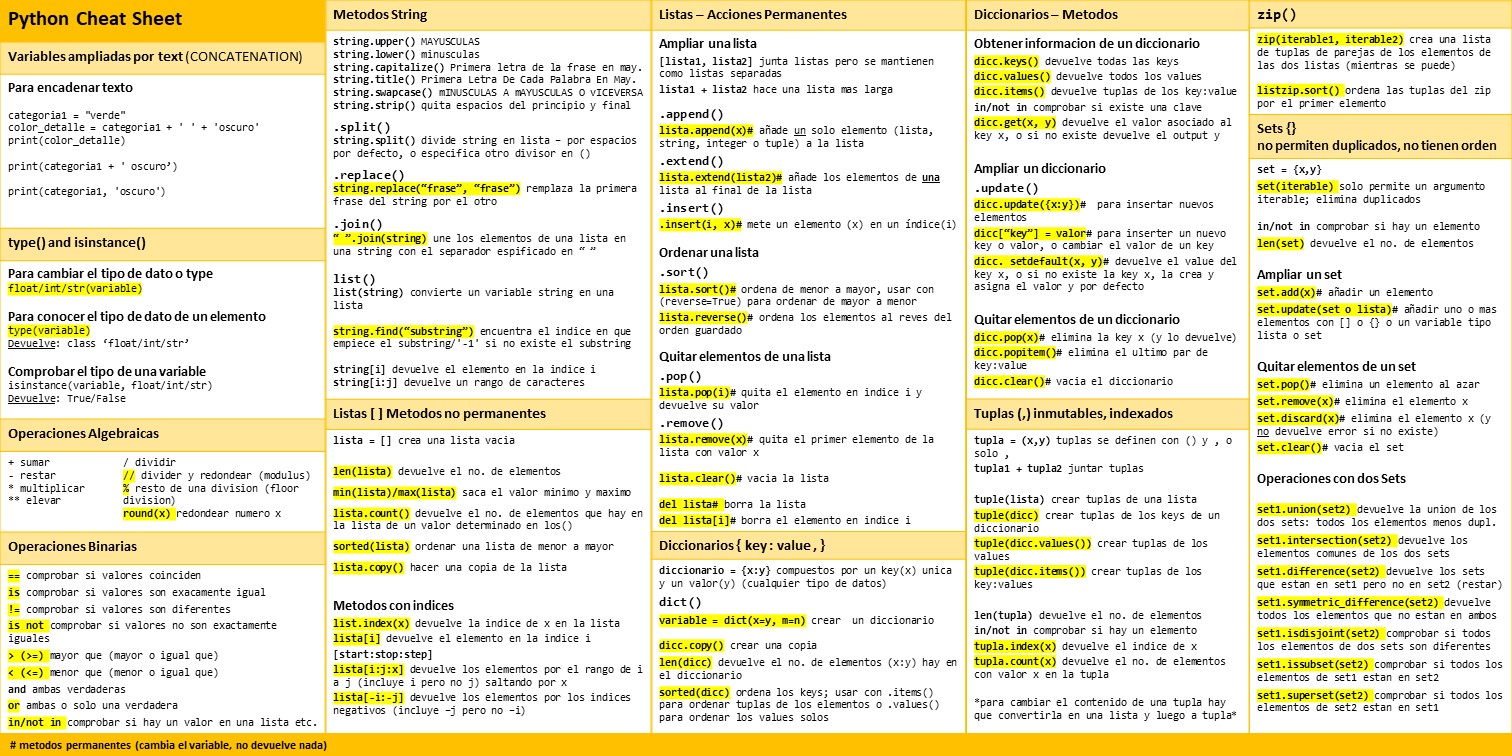 Python Cheat Sheet
Variables ampliadas por text (CONCATENATION)
Para encadenar texto
categoria1 = "verde"
color_detalle = categoria1 + ' ' + 'oscuro'
print(color_detalle)
print(categoria1 + ' oscuro’)
print(categoria1, 'oscuro')
type() and isinstance()
Para cambiar el tipo de dato o type
float/int/str(variable)
Para conocer el tipo de dato de un elemento
type(variable)
Devuelve: class ‘float/int/str’
Comprobar el tipo de una variable
isinstance(variable, float/int/str)
Devuelve: True/False
Operaciones Algebraicas
+ sumar
- restar
* multiplicar
** elevar
/ dividir
// divider y redondear (modulus)
% resto de una division (floor
division)
round(x) redondear numero x
Operaciones Binarias
== comprobar si valores coinciden
is comprobar si valores son exacamente igual
!= comprobar si valores son diferentes
is not comprobar si valores no son exactamente
iguales
> (>=) mayor que (mayor o igual que)
< (<=) menor que (menor o igual que)
and ambas verdaderas
or ambas o solo una verdadera
in/not in comprobar si hay un valor en una lista etc.
Metodos String
string.upper() MAYUSCULAS
string.lower() minusculas
string.capitalize() Primera letra de la frase en may.
string.title() Primera Letra De Cada Palabra En May.
string.swapcase() mINUSCULAS A mAYUSCULAS O vICEVERSA
string.strip() quita espacios del principio y final
.split()
string.split() divide string en lista – por espacios
por defecto, o especifica otro divisor en ()
.replace()
string.replace(“frase”, “frase”) remplaza la primera
frase del string por el otro
.join()
“ ”.join(string) une los elementos de una lista en
una string con el separador espificado en “ ”
list()
list(string) convierte un variable string en una
lista
string.find(“substring”) encuentra el indice en que
empiece el substring/'-1' si no existe el substring
string[i] devuelve el elemento en la indice i
string[i:j] devuelve un rango de caracteres
Listas [ ] Metodos no permanentes
lista = [] crea una lista vacia
len(lista) devuelve el no. de elementos
min(lista)/max(lista) saca el valor minimo y maximo
lista.count() devuelve el no. de elementos que hay en
la lista de un valor determinado en los()
sorted(lista) ordenar una lista de menor a mayor
lista.copy() hacer una copia de la lista
Metodos con indices
list.index(x) devuelve la indice de x en la lista
lista[i] devuelve el elemento en la indice i
[start:stop:step]
lista[i:j:x] devuelve los elementos por el rango de i
a j (incluye i pero no j) saltando por x
lista[-i:-j] devuelve los elementos por los indices
negativos (incluye –j pero no –i)
Listas – Acciones Permanentes
Ampliar una lista
[lista1, lista2] junta listas pero se mantienen
como listas separadas
lista1 + lista2 hace una lista mas larga
.append()
lista.append(x)# añade un solo elemento (lista,
string, integer o tuple) a la lista
.extend()
lista.extend(lista2)# añade los elementos de una
lista al final de la lista
.insert()
.insert(i, x)# mete un elemento (x) en un índice(i)
Ordenar una lista
.sort()
lista.sort()# ordena de menor a mayor, usar con
(reverse=True) para ordenar de mayor a menor
lista.reverse()# ordena los elementos al reves del
orden guardado
Quitar elementos de una lista
.pop()
lista.pop(i)# quita el elemento en indice i y
devuelve su valor
.remove()
lista.remove(x)# quita el primer elemento de la
lista con valor x
lista.clear()# vacia la lista
del lista# borra la lista
del lista[i]# borra el elemento en indice i
Diccionarios { key : value , }
diccionario = {x:y} compuestos por un key(x) unica
y un valor(y) (cualquier tipo de datos)
dict()
variable = dict(x=y, m=n) crear un diccionario
dicc.copy() crear una copia
len(dicc) devuelve el no. de elementos (x:y) hay en
el diccionario
sorted(dicc) ordena los keys; usar con .items()
para ordenar tuplas de los elementos o .values()
para ordenar los values solos
Diccionarios – Metodos
Obtener informacion de un diccionario
dicc.keys() devuelve todas las keys
dicc.values() devuelve todos los values
dicc.items() devuelve tuplas de los key:value
in/not in comprobar si existe una clave
dicc.get(x, y) devuelve el valor asociado al
key x, o si no existe devuelve el output y
Ampliar un diccionario
.update()
dicc.update({x:y})# para insertar nuevos
elementos
dicc[“key”] = valor# para inserter un nuevo
key o valor, o cambiar el valor de un key
dicc. setdefault(x, y)# devuelve el value del
key x, o si no existe la key x, la crea y
asigna el valor y por defecto
Quitar elementos de un diccionario
dicc.pop(x)# elimina la key x (y lo devuelve)
dicc.popitem()# elimina el ultimo par de
key:value
dicc.clear()# vacia el diccionario
Tuplas (,) inmutables, indexados
tupla = (x,y) tuplas se definen con () y , o
solo ,
tupla1 + tupla2 juntar tuplas
tuple(lista) crear tuplas de una lista
tuple(dicc) crear tuplas de los keys de un
diccionario
tuple(dicc.values()) crear tuplas de los
values
tuple(dicc.items()) crear tuplas de los
key:values
len(tupla) devuelve el no. de elementos
in/not in comprobar si hay un elemento
tupla.index(x) devuelve el indice de x
tupla.count(x) devuelve el no. de elementos
con valor x en la tupla
*para cambiar el contenido de una tupla hay
que convertirla en una lista y luego a tupla*
zip()
zip(iterable1, iterable2) crea una lista
de tuplas de parejas de los elementos de
las dos listas (mientras se puede)
listzip.sort() ordena las tuplas del zip
por el primer elemento
Sets {}
no permiten duplicados, no tienen orden
set = {x,y}
set(iterable) solo permite un argumento
iterable; elimina duplicados
in/not in comprobar si hay un elemento
len(set) devuelve el no. de elementos
Ampliar un set
set.add(x)# añadir un elemento
set.update(set o lista)# añadir uno o mas
elementos con [] o {} o un variable tipo
lista o set
Quitar elementos de un set
set.pop()# elimina un elemento al azar
set.remove(x)# elimina el elemento x
set.discard(x)# elimina el elemento x (y
no devuelve error si no existe)
set.clear()# vacia el set
Operaciones con dos Sets
set1.union(set2) devuelve la union de los
dos sets: todos los elementos menos dupl.
set1.intersection(set2) devuelve los
elementos comunes de los dos sets
set1.difference(set2) devuelve los sets
que estan en set1 pero no en set2 (restar)
set1.symmetric_difference(set2) devuelve
todos los elementos que no estan en ambos
set1.isdisjoint(set2) comprobar si todos
los elementos de dos sets son diferentes
set1.issubset(set2) comprobar si todos los
elementos de set1 estan en set2
set1.superset(set2) comprobar si todos los
elementos de set2 estan en set1
# metodos permanentes (cambia el variable, no devuelve nada)